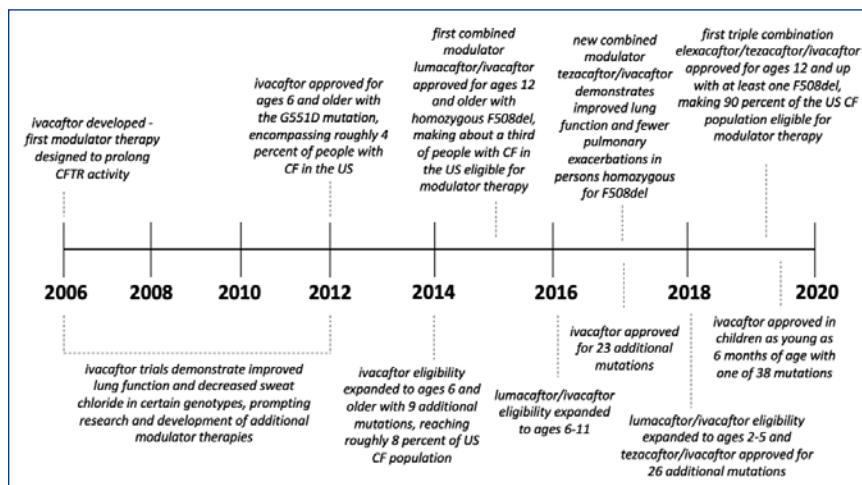 ivacaftor developed -
first modulator therapy
designed to prolong
CFTR activity
ivacaftor approved for
ages 6 and older with
the G551D mutation,
encompassing roughly 4
percent of people with
CF in the US
first combined
modulator
lumacaftor/ivacaftor
approved for ages 12
and older with
homozygous F508del,
making about a third
of people with CF in
the US eligible for
modulator therapy
new combined
modulator
tezacaftor/ivacaftor
demonstrates
improved lung
function and fewer
pulmonary
exacerbations in
persons homozygous
for F508del
first triple combination
elexacaftor/tezacaftor/ivacaftor
approved for ages 12 and up
with at least one F508del,
making 90 percent of the US CF
population eligible for
modulator therapy
2006
2008
2010
2012
2014
2016
2018
2020
ivacaftor trials demonstrate improved
lung function and decreased sweat
chloride in certain genotypes, prompting
research and development of additional
modulator therapies
ivacaftor eligibility
expanded to ages 6 and
older with 9 additional
mutations, reaching
roughly 8 percent of US
CF population
lumacaftor/ivacaftor
eligibility expanded
to ages 6-11
ivacaftor approved
for 23 additional
mutations
lumacaftor/ivacaftor eligibility
expanded to ages 2-5 and
tezacaftor/ivacaftor approved for
26 additional mutations
ivacaftor approved in
children as young as
6 months of age with
one of 38 mutations